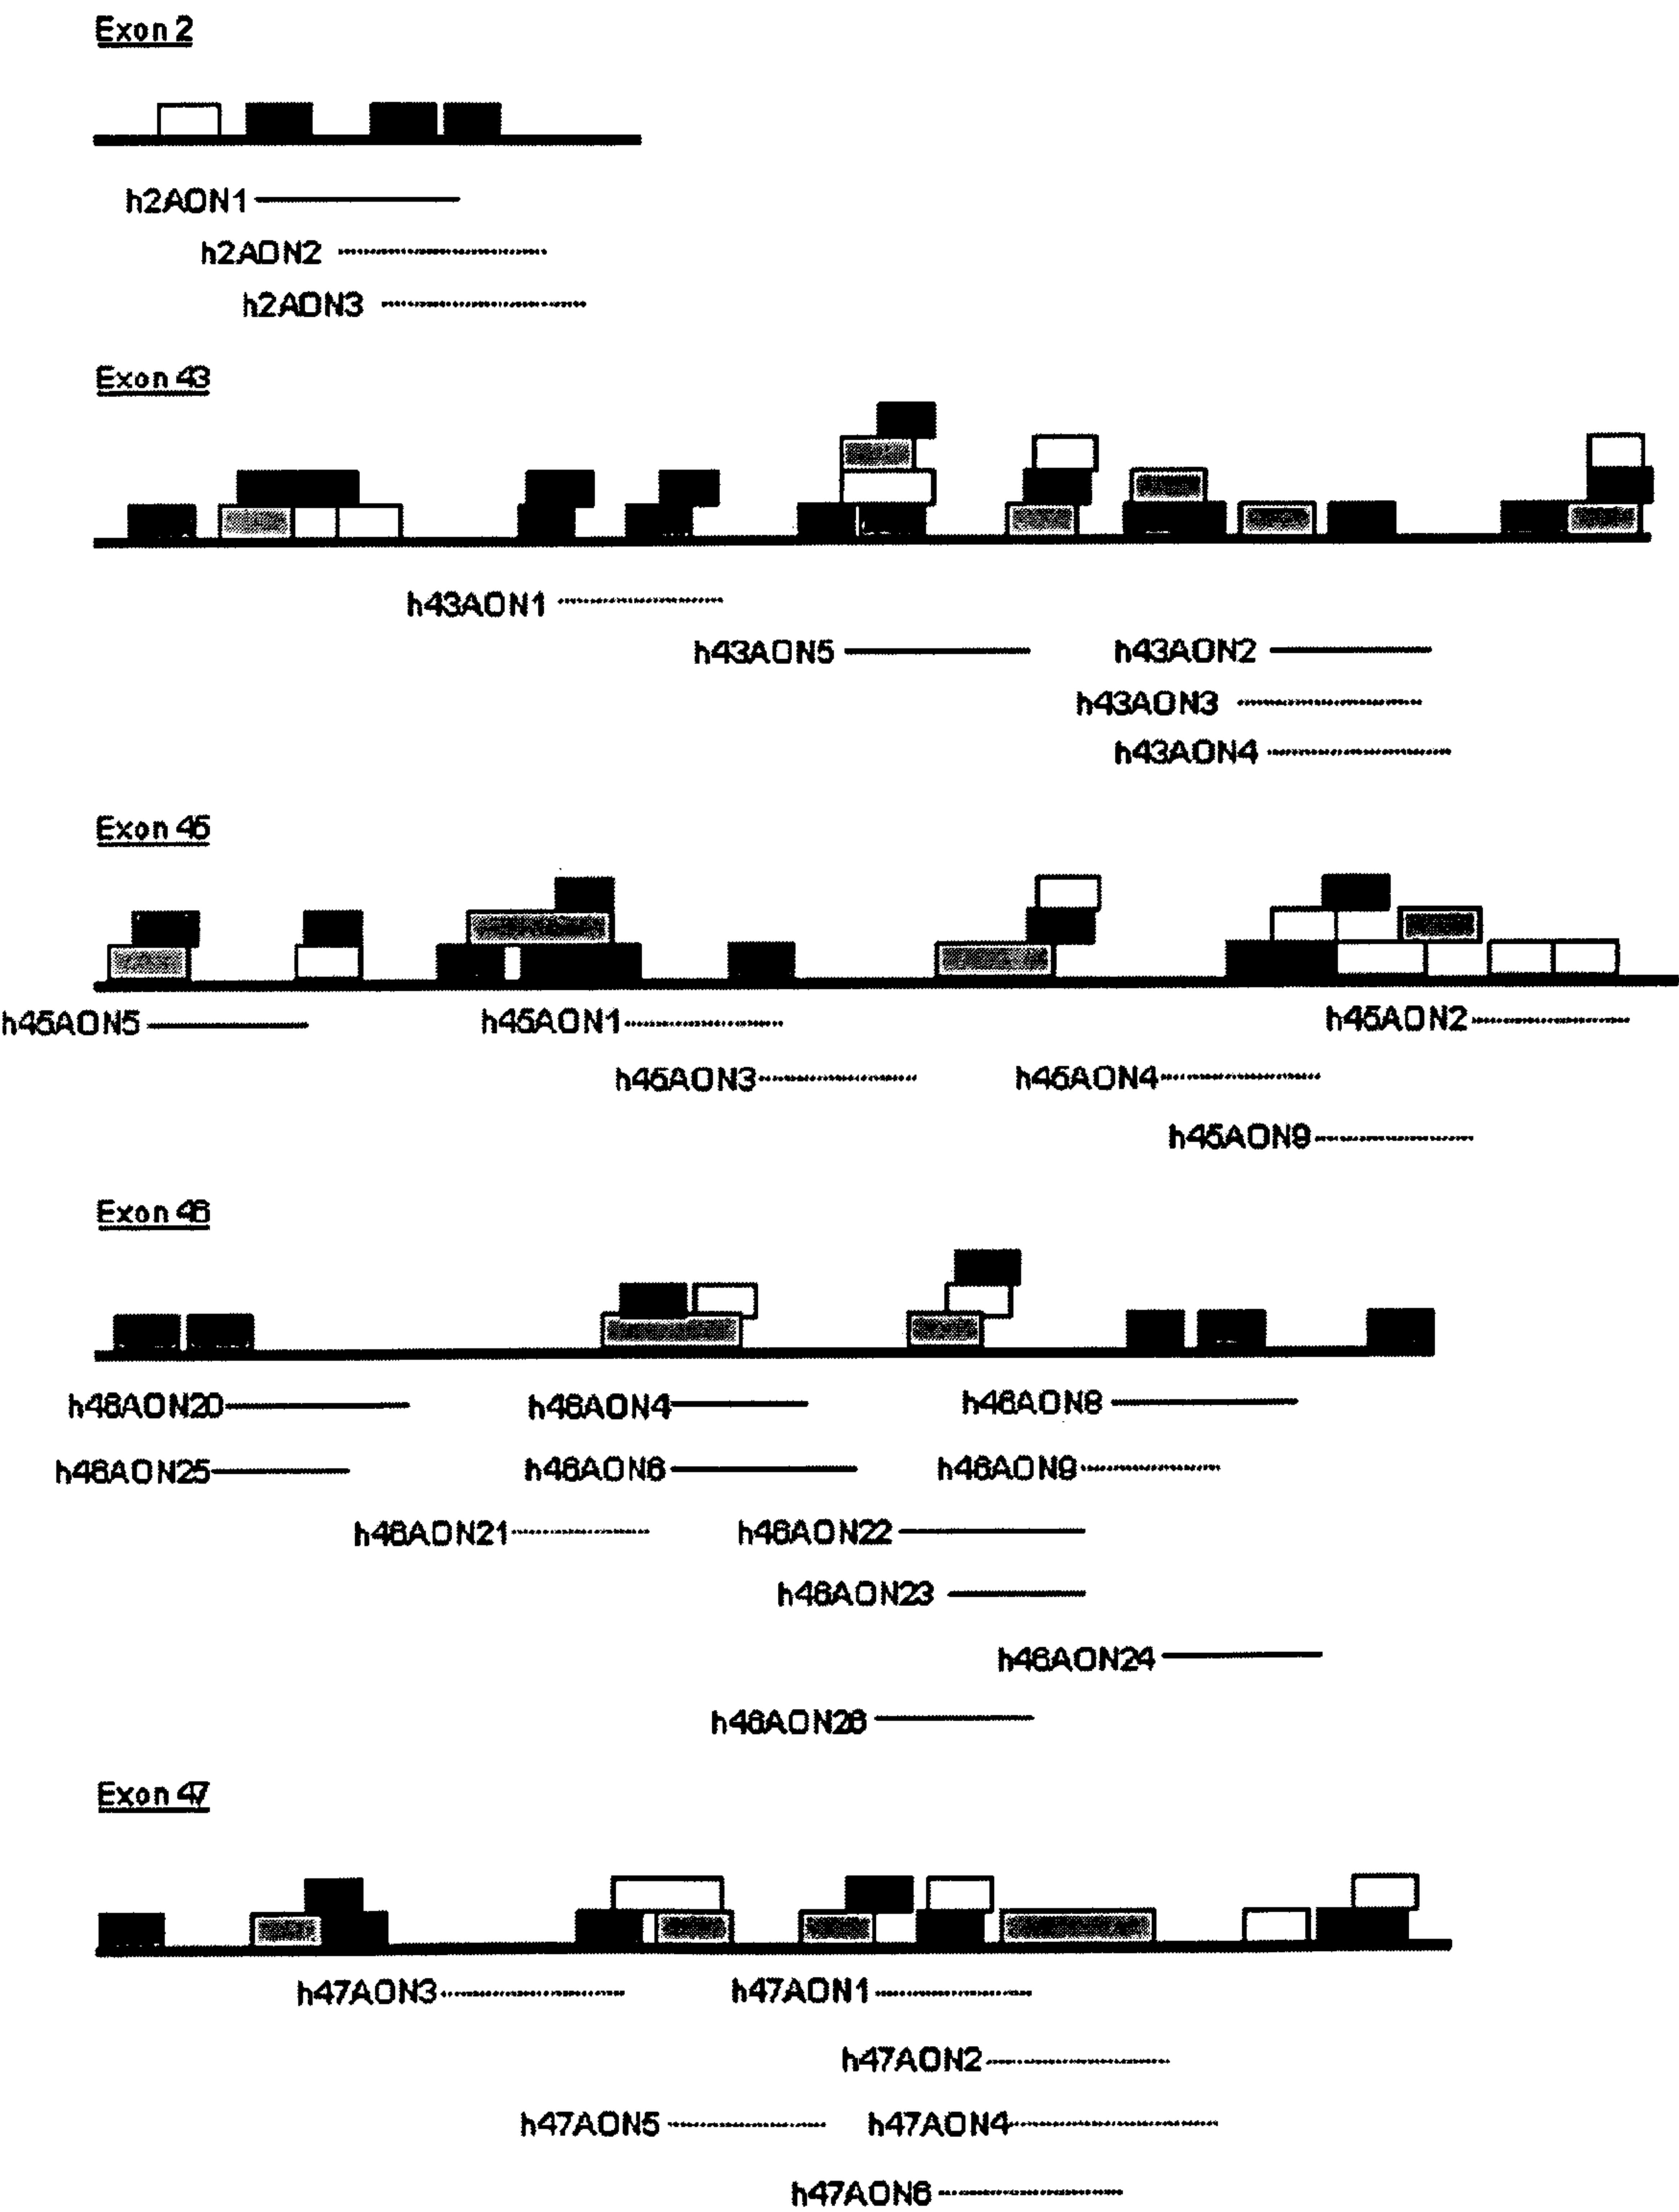 Exon 2
h2AON1
h2AON2
h2AON3
Exon 43
h43AON1
h43AON5 h43AON2
h43AON3
h43AON4
Exon 45
h45AON5 h45AON1 h45AON2
h45AON3 h45AON4
h45AON9
Exon 46
h46AON20 h46AON4 h46AON8
h46AON25 h46AON6 h46AON9
h46AON21 h46AON22
h46AON23
h46AON24
h46AON26
Exon 47
h47AON3 h47AON1
h47AON2
h47AON5 h47AON4
h47AON6